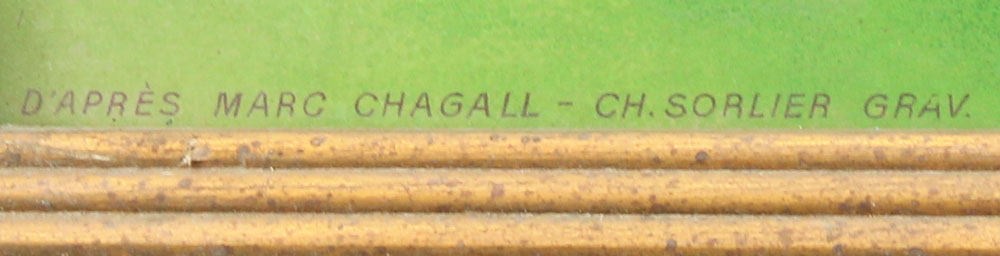 D'APRÈS MARC CHAGALL – CH. SORLIER GRAV.